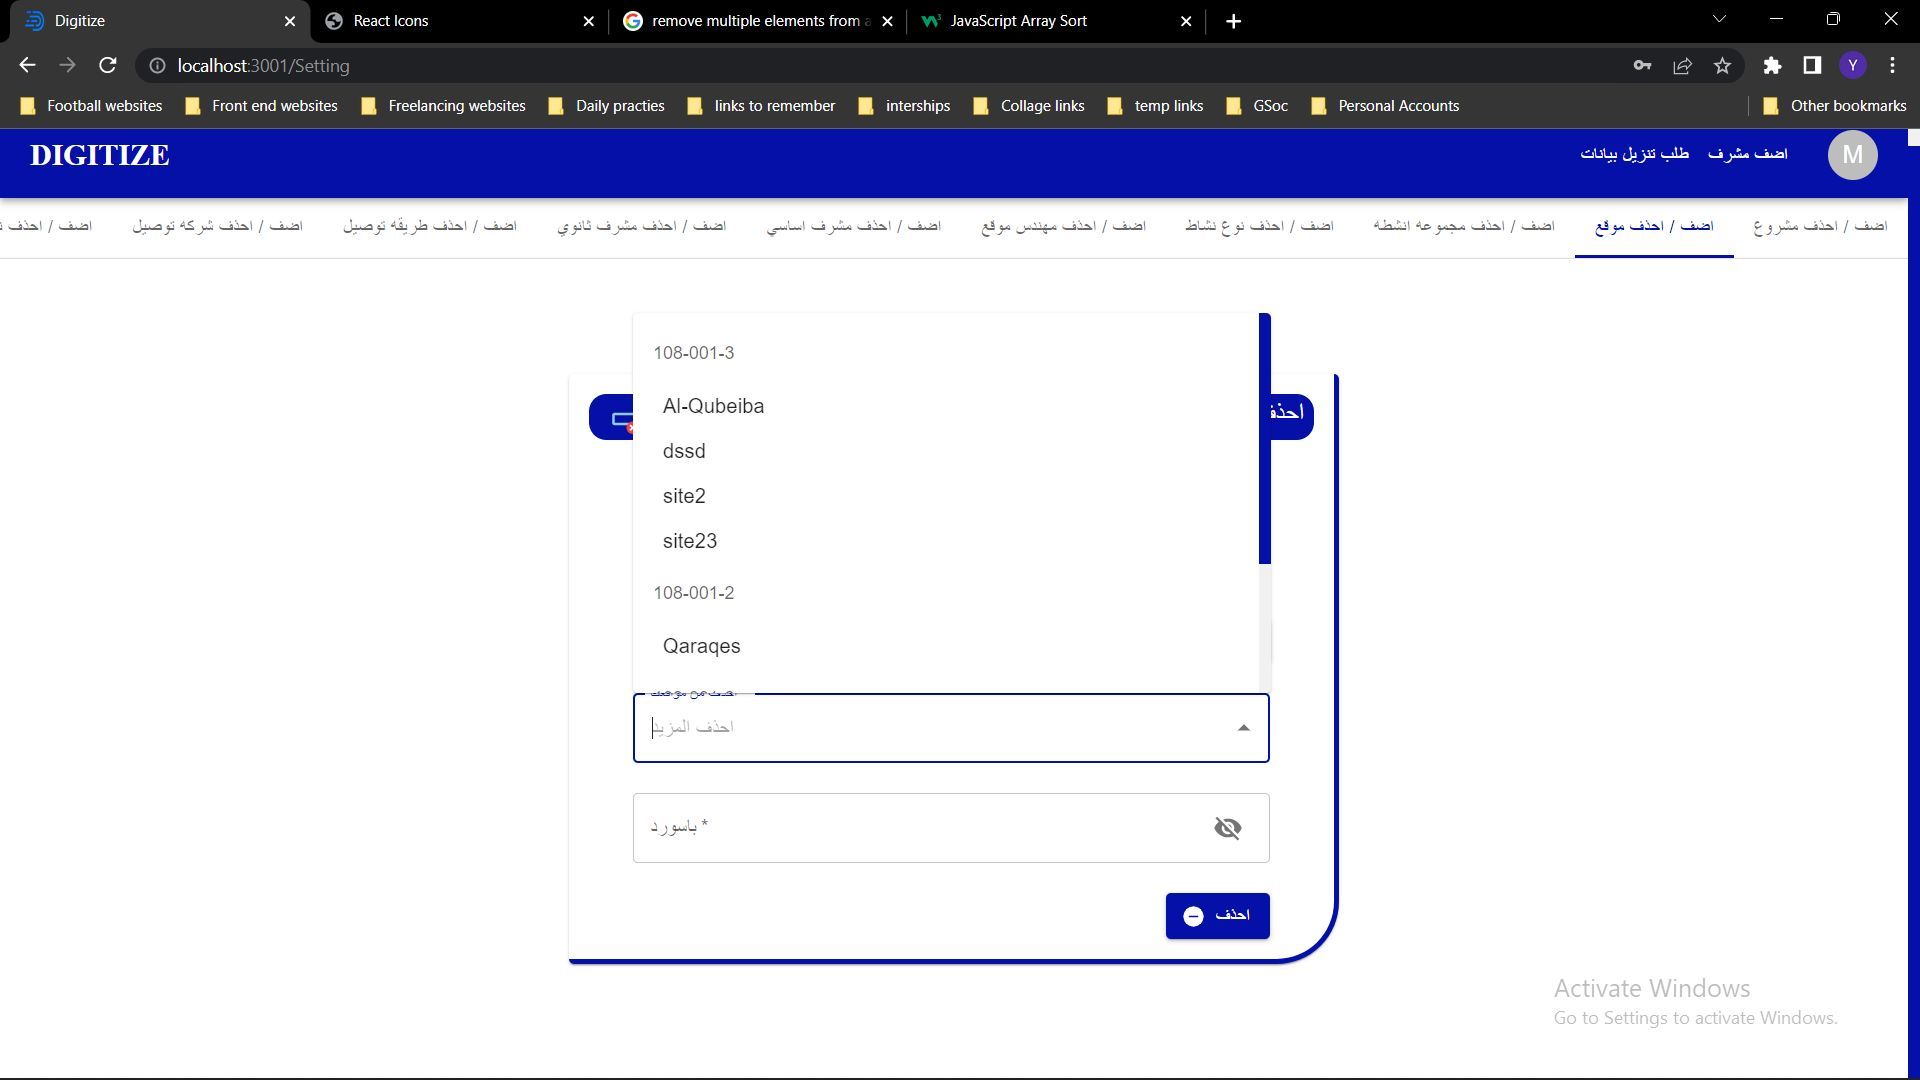 Digitize
React Icons
remove multiple elements from a
JavaScript Array Sort
localhost:3001/Setting
Y
Football websites
Front end websites
Freelancing websites
Daily practies
links to remember
interships
Collage links
temp links
GSoc
Personal Accounts
Other bookmarks
DIGITIZE
اضف مشرف
طلب تنزيل بيانات
M
اضف / احذف مشروع
اضف / احذف موقع
اضف / احذف مجموعه انشطه
اضف / احذف نوع نشاط
اضف / احذف مهندس موقع
اضف / احذف مشرف اساسي
اضف / احذف مشرف ثانوي
اضف / احذف طريقه توصيل
اضف / احذف شركه توصيل
اضف / احذف
احذف
108-001-3
Al-Qubeiba
dssd
site2
site23
108-001-2
Qaraqes
احذف المزيد
باسورد *
احذف
Activate Windows
Go to Settings to activate Windows.